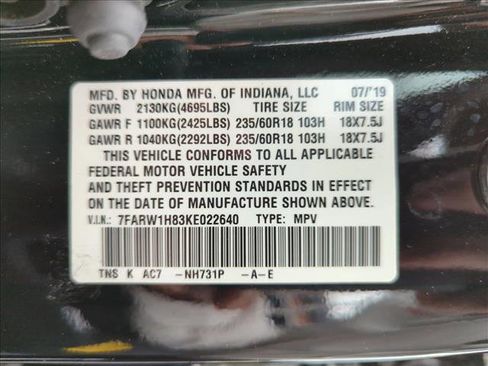 MFD. BY HONDA MFG. OF INDIANA, LLC 07/'19
GVWR 2130KG(4695LBS) TIRE SIZE RIM SIZE
GAWR F 1100KG(2425LBS) 235/60R18 103H 18X7.5J
GAWR R 1040KG(2292LBS) 235/60R18 103H 18X7.5J
THIS VEHICLE CONFORMS TO ALL APPLICABLE
FEDERAL MOTOR VEHICLE SAFETY
AND THEFT PREVENTION STANDARDS IN EFFECT
ON THE DATE OF MANUFACTURE SHOWN ABOVE.
V.I.N.: 7FARW1H83KE022640 TYPE: MPV
TNS K AC7 -NH731P -A-E